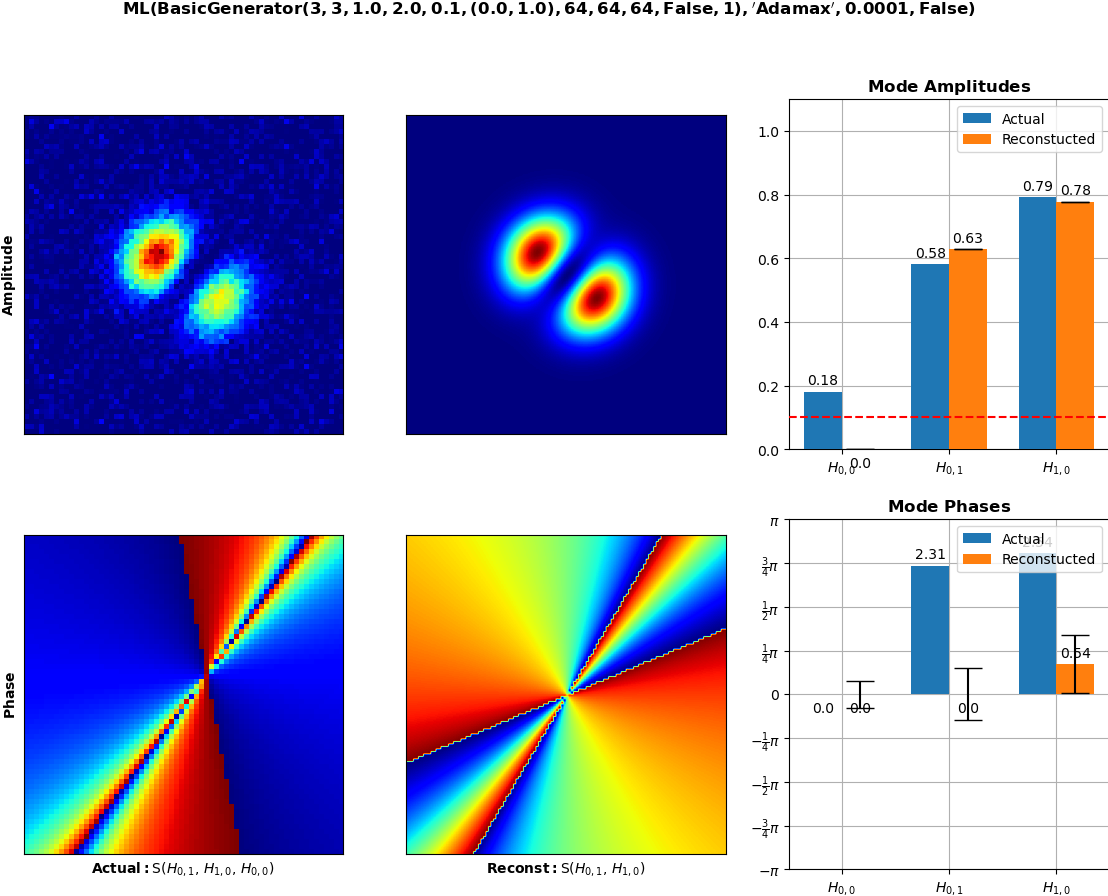 ML(BasicGenerator(3, 3, 1.0, 2.0, 0.1, (0.0, 1.0), 64, 64, 64, False, 1), ′Adamax′, 0.0001, False)
Amplitude
Mode Amplitudes
Actual
Reconstucted
1.0
0.8
0.6
0.4
0.2
0.0
0.18
0.0
0.58
0.63
0.79
0.78
H0,0
H0,1
H1,0
Phase
Actual: S(H0,1, H1,0, H0,0)
Reconst: S(H0,1, H1,0)
Mode Phases
Actual
Reconstucted
π
3/4π
1/2π
1/4π
0
−1/4π
−1/2π
−3/4π
−π
0.0
0.0
2.31
0.0
0.54
H0,0
H0,1
H1,0